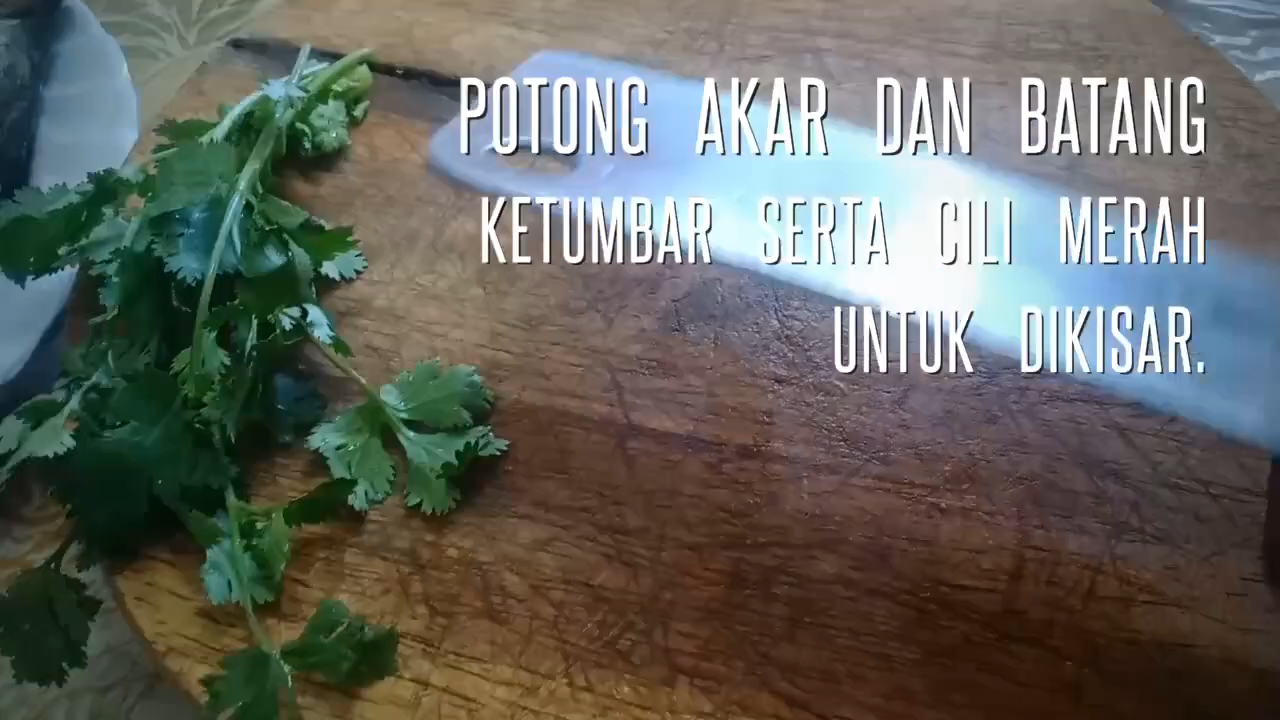 POTONG AKAR DAN BATANG
KETUMBAR SERTA CILI MERAH
UNTUK DIKISAR.